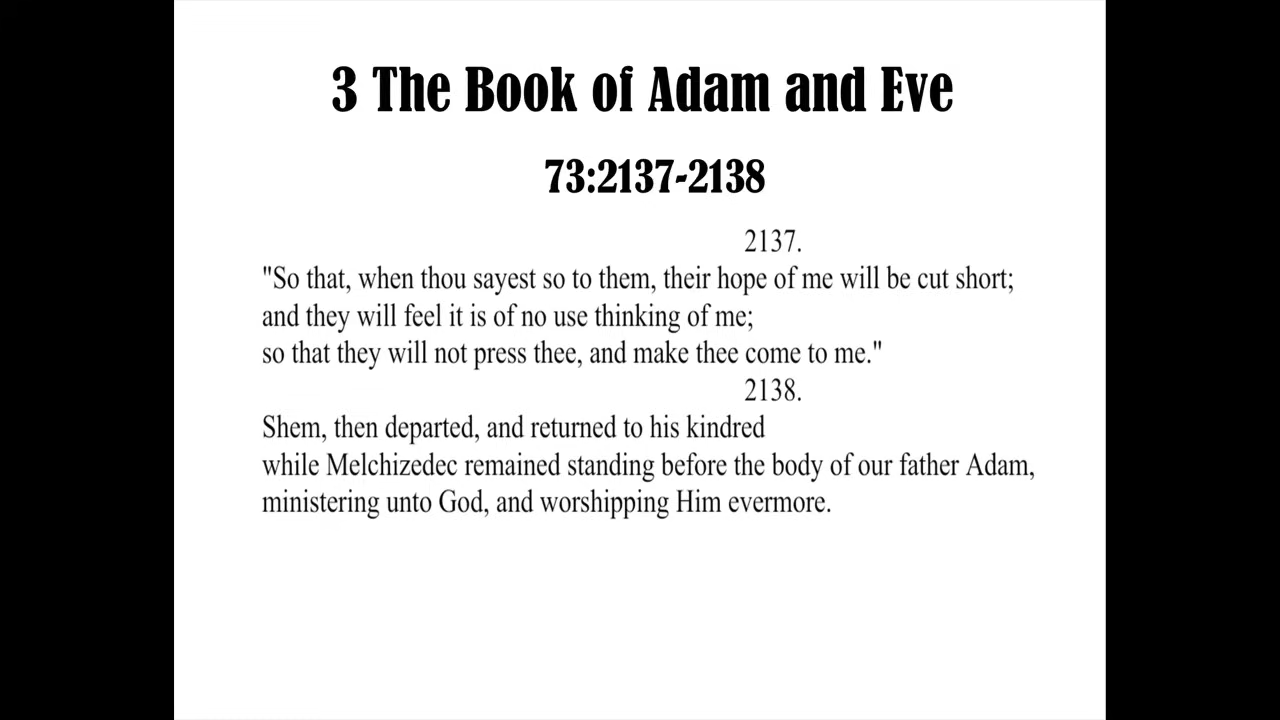 3 The Book of Adam and Eve
73:2137-2138
2137.
"So that, when thou sayest so to them, their hope of me will be cut short;
and they will feel it is of no use thinking of me;
so that they will not press thee, and make thee come to me."
2138.
Shem, then departed, and returned to his kindred
while Melchizedec remained standing before the body of our father Adam,
ministering unto God, and worshipping Him evermore.